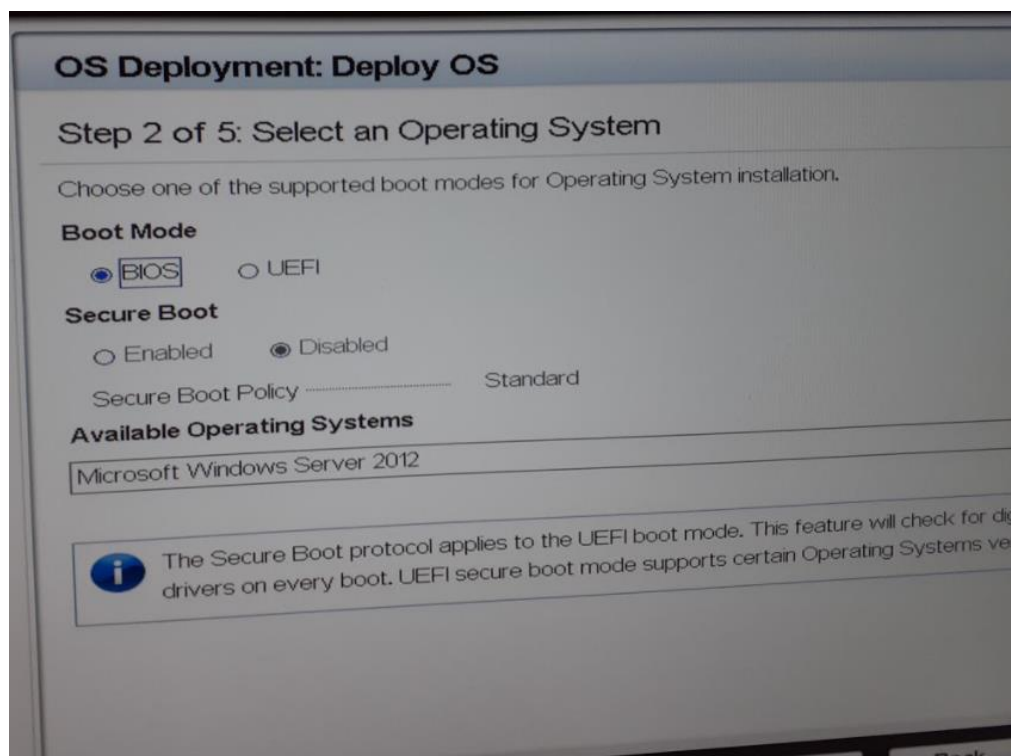 OS Deployment: Deploy OS
Step 2 of 5: Select an Operating System
Choose one of the supported boot modes for Operating System installation.
Boot Mode
BIOS UEFI
Secure Boot
Enabled Disabled
Secure Boot Policy Standard
Available Operating Systems
Microsoft Windows Server 2012
The Secure Boot protocol applies to the UEFI boot mode. This feature will check for
drivers on every boot. UEFI secure boot mode supports certain Operating Systems